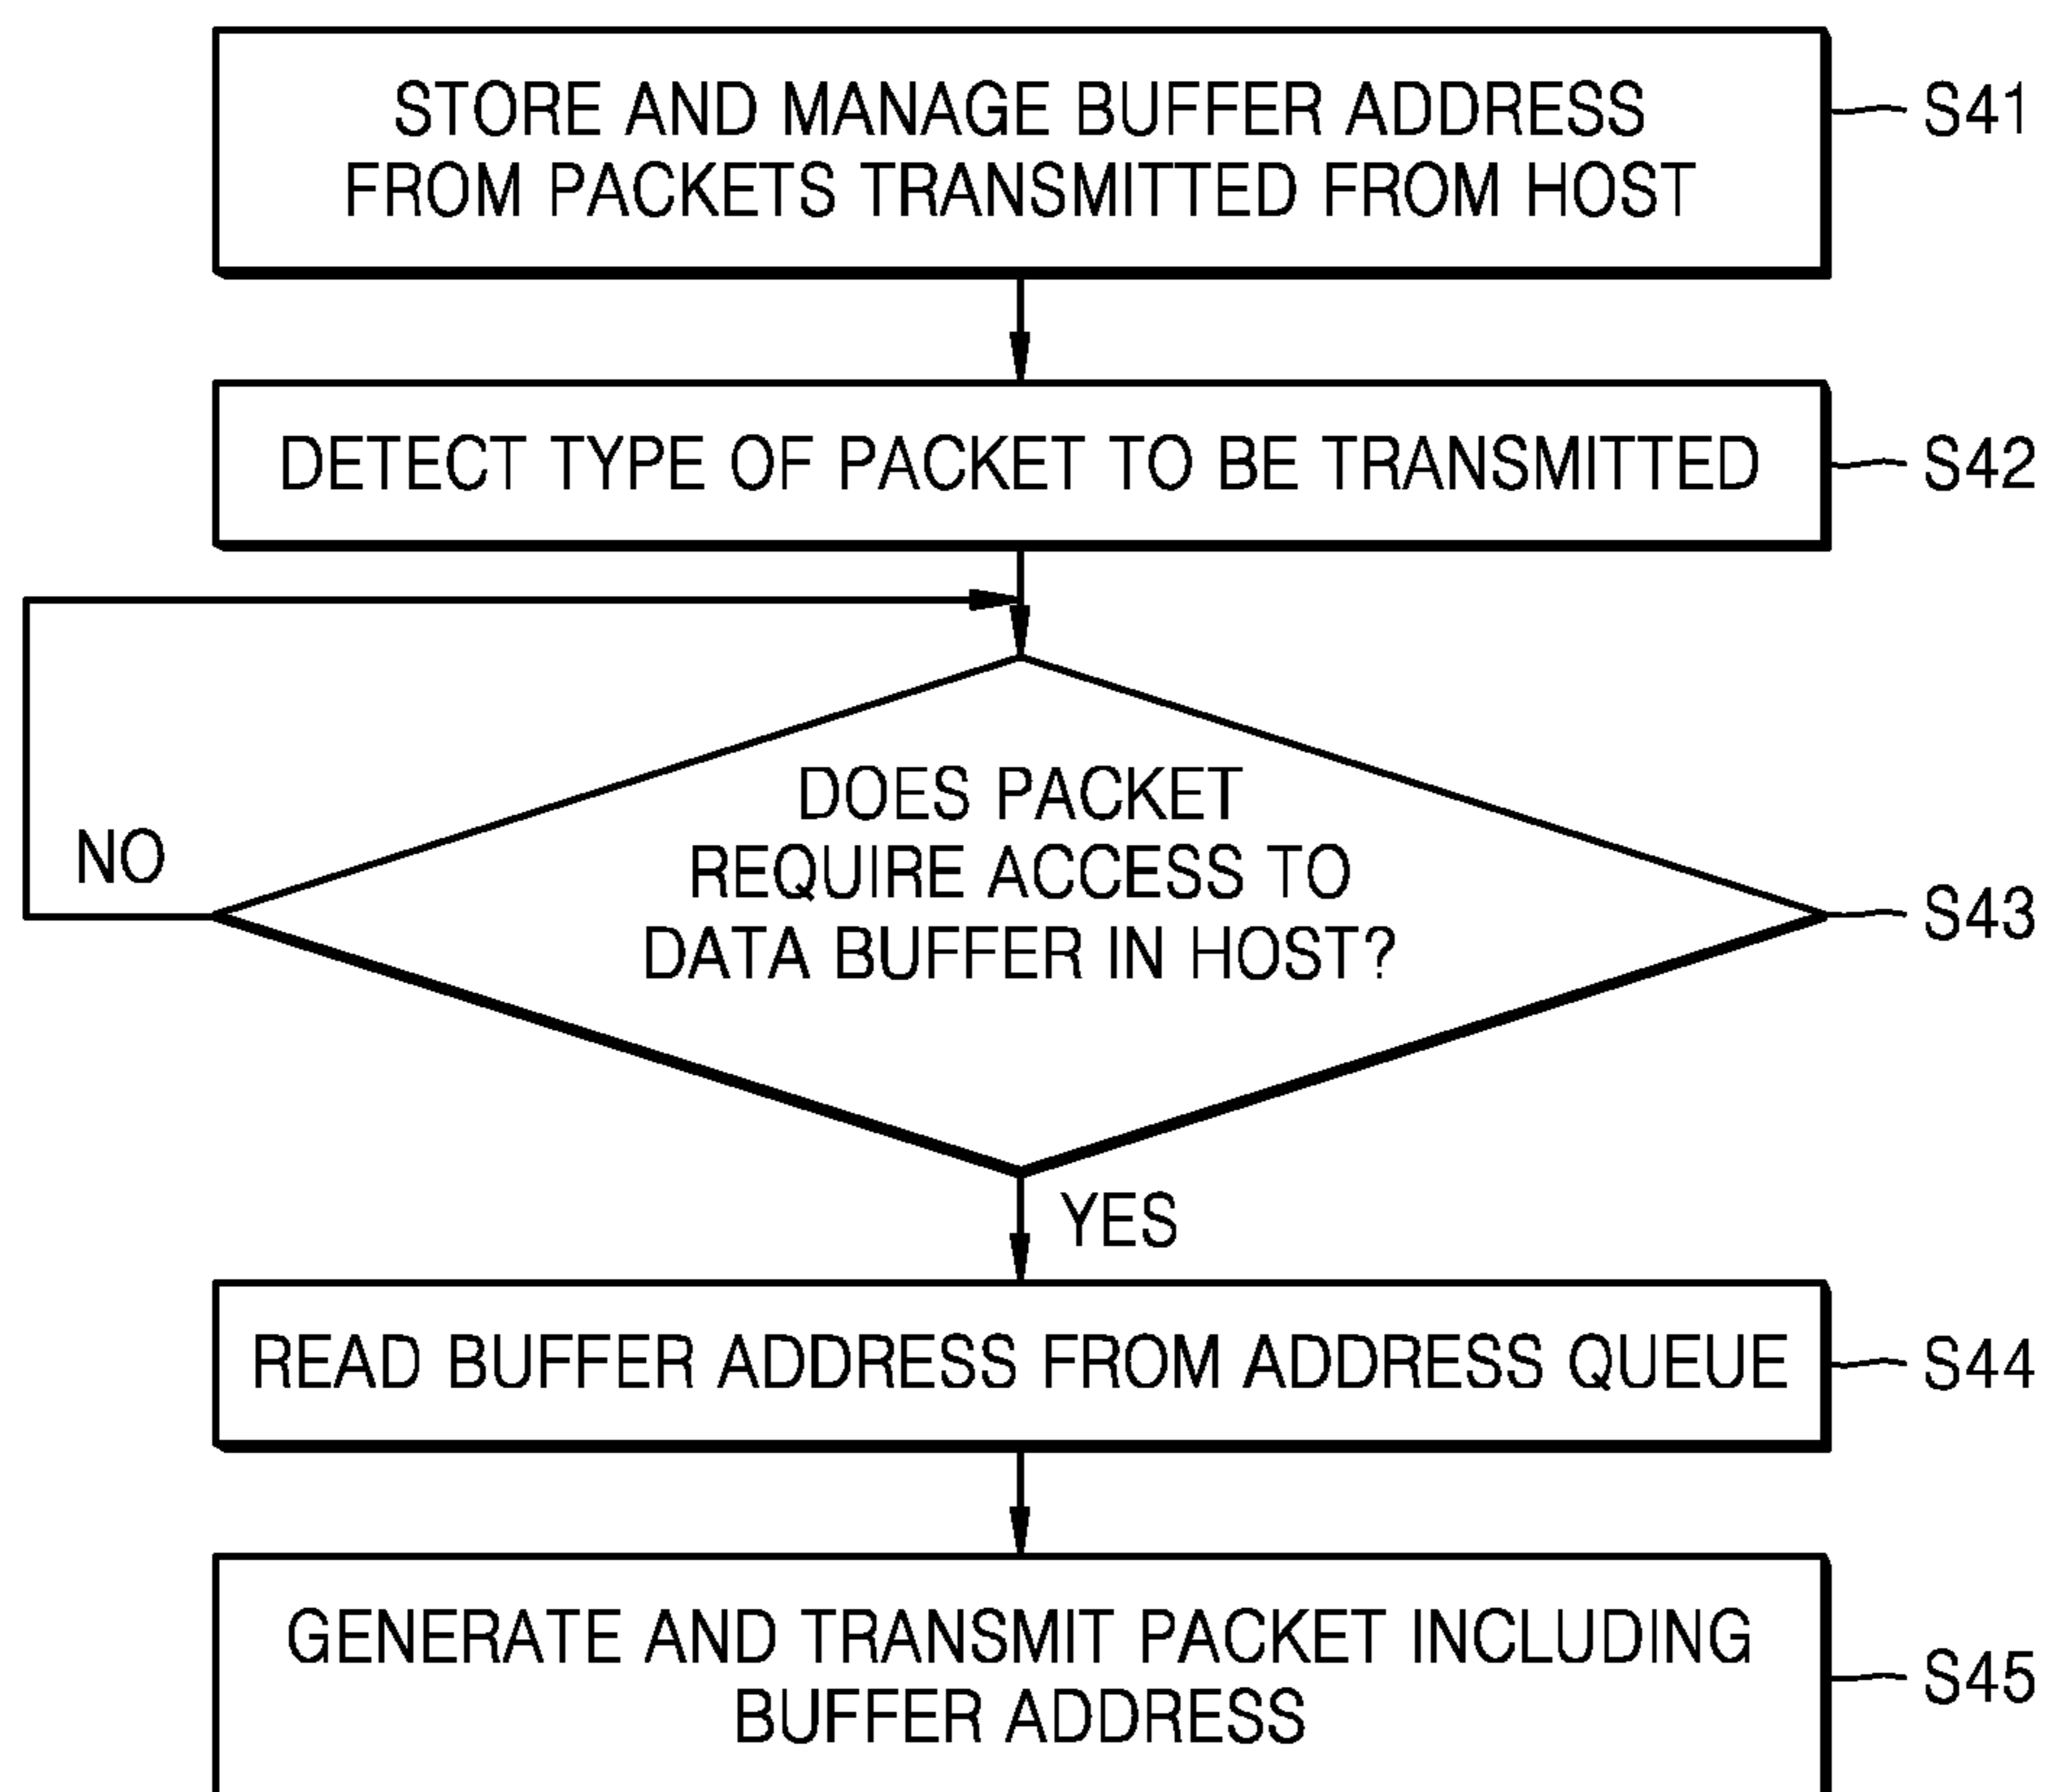 STORE AND MANAGE BUFFER ADDRESS
FROM PACKETS TRANSMITTED FROM HOST
S41
DETECT TYPE OF PACKET TO BE TRANSMITTED
S42
DOES PACKET
REQUIRE ACCESS TO
DATA BUFFER IN HOST?
NO
S43
YES
READ BUFFER ADDRESS FROM ADDRESS QUEUE
S44
GENERATE AND TRANSMIT PACKET INCLUDING
BUFFER ADDRESS
S45